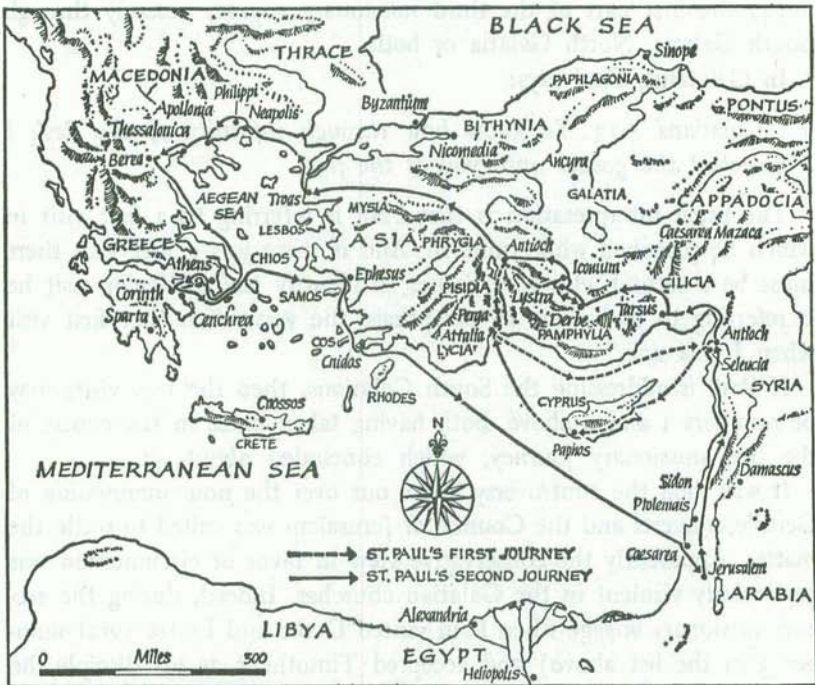 BLACK SEA
THRACE
MACEDONIA
Philippi
Apollonia
Neapolis
Thessalonica
Berea
Byzantium
Sinope
PAPHLAGONIA
PONTUS
BITHYNI
Nicomedia
Ancyra
GALATIA
CAPPADOCIA
Caesarea Mazaca
AEGEAN
SEA
Troas
MYSIA
LESBOS
ASIA
PHRYGIA
Antioch
Iconium
GREECE
Athens
CHIOS
Ephesus
PISIDIA
Lystra
CILICIA
Corinth
Sparta
Cenchrea
SAMOS
Perga
Attalia
LYCIA
Derbe
PAMPHYLIA
Tarsus
Antioch
Seleucia
COS
Cnidos
RHODES
SYRIA
Cnossos
CRETE
CYPRUS
Paphos
N
MEDITERRANEAN SEA
Damascus
Sidon
Ptolemais
Caesarea
Jerusalem
ARABIA
ST. PAUL'S FIRST JOURNEY
ST. PAUL'S SECOND JOURNEY
LIBYA
Alexandria
EGYPT
Heliopolis
0 Miles 500